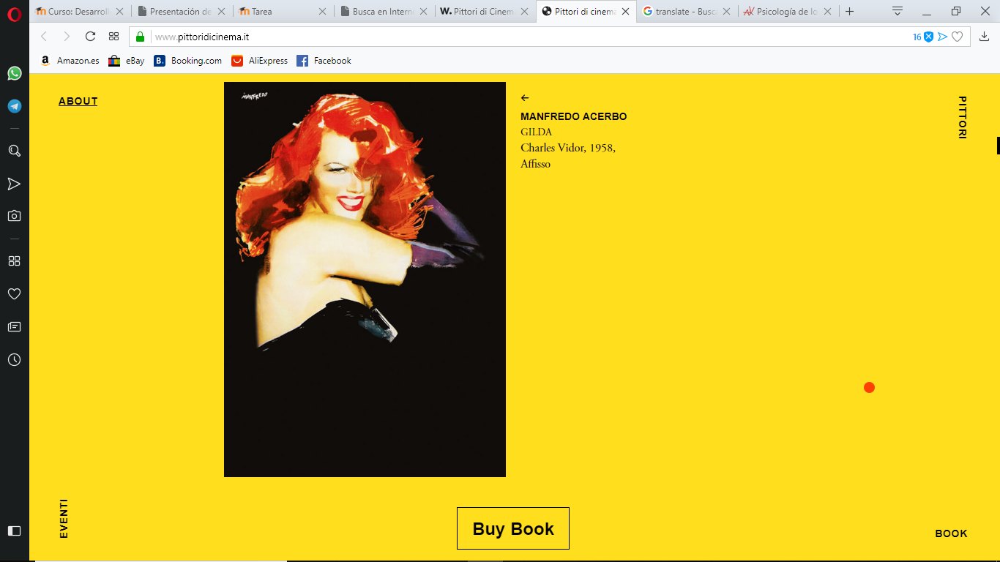 Curso: Desarroll
Presentación de
Tarea
Busca en Intern
W. Pittori di Cinem
Pittori di cinema
translate - Busc
Psicología de lo
www.pittoridicinema.it
16
Amazon.es
eBay
B. Booking.com
AliExpress
Facebook
ABOUT
MANFREDO
←
MANFREDO ACERBO
GILDA
Charles Vidor, 1958,
Affisso
PITTORI
EVENTI
Buy Book
BOOK